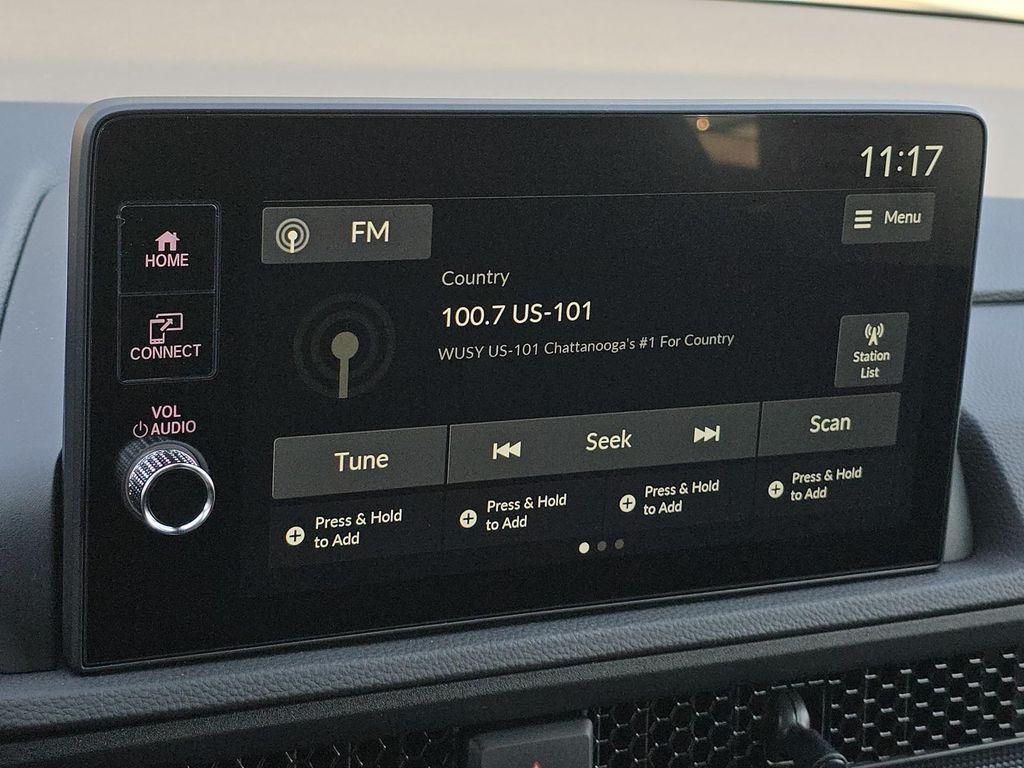 11:17
HOME
FM
Menu
Country
100.7 US-101
WUSY US-101 Chattanooga's #1 For Country
CONNECT
Station
List
VOL
AUDIO
Tune
Seek
Scan
Press & Hold
to Add
Press & Hold
to Add
Press & Hold
to Add
Press & Hold
to Add